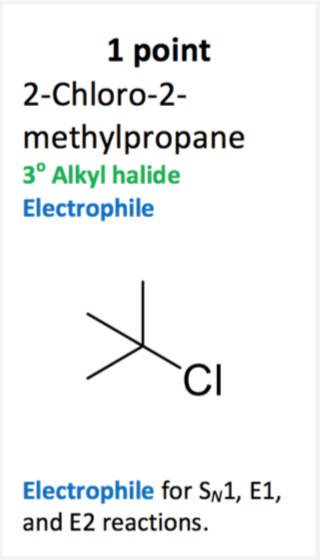 1 point
2-Chloro-2-
methylpropane
3° Alkyl halide
Electrophile
Cl
Electrophile for SN1, E1,
and E2 reactions.